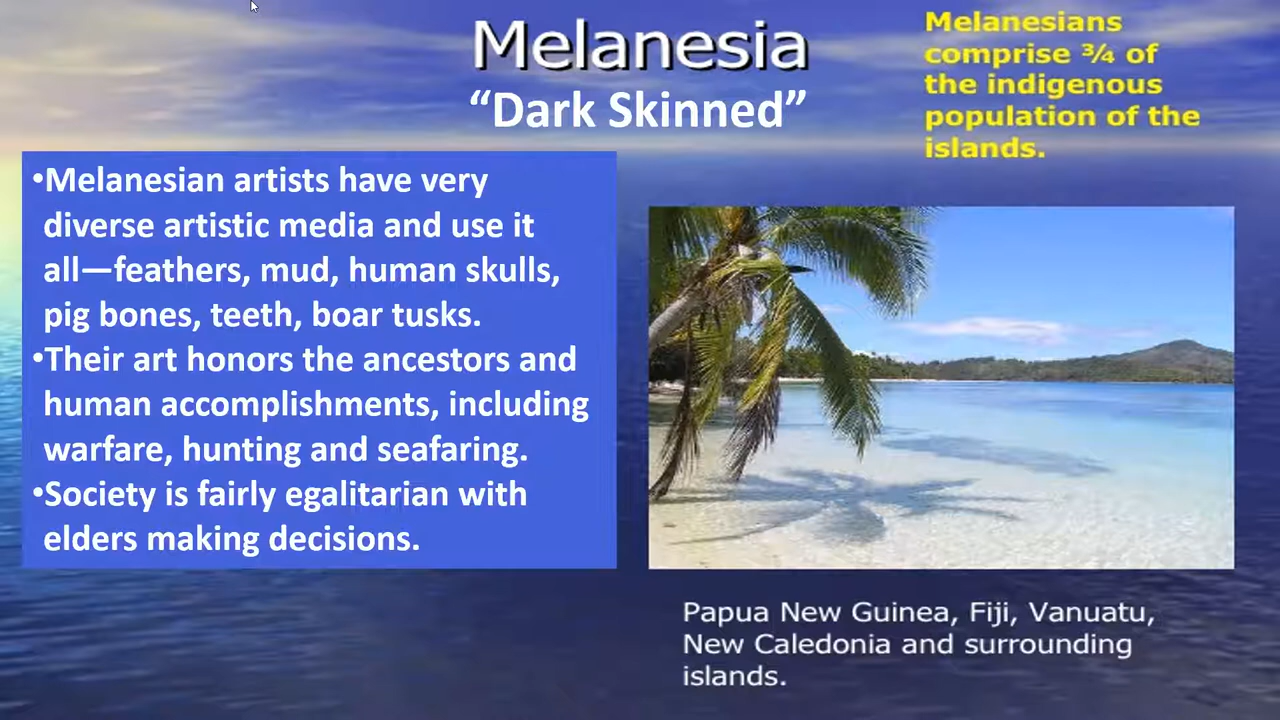 Melanesia
“Dark Skinned”
Melanesians
comprise ¾ of
the indigenous
population of the
islands.
•Melanesian artists have very
diverse artistic media and use it
all—feathers, mud, human skulls,
pig bones, teeth, boar tusks.
•Their art honors the ancestors and
human accomplishments, including
warfare, hunting and seafaring.
•Society is fairly egalitarian with
elders making decisions.
Papua New Guinea, Fiji, Vanuatu,
New Caledonia and surrounding
islands.